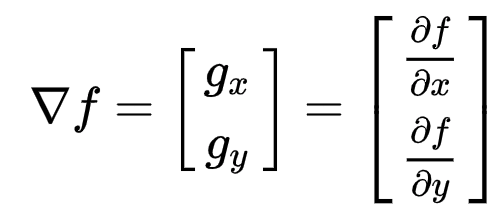 ∇f = [ g_x g_y ] = [ ∂f/∂x ∂f/∂y ]